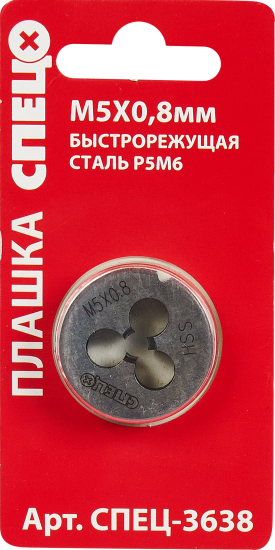 СПЕЦ
ПЛАШКА
М5Х0,8мм
БЫСТРОРЕЖУЩАЯ
СТАЛЬ Р5М6
M5X0.8
HSS
СПЕЦ
Арт. СПЕЦ-3638